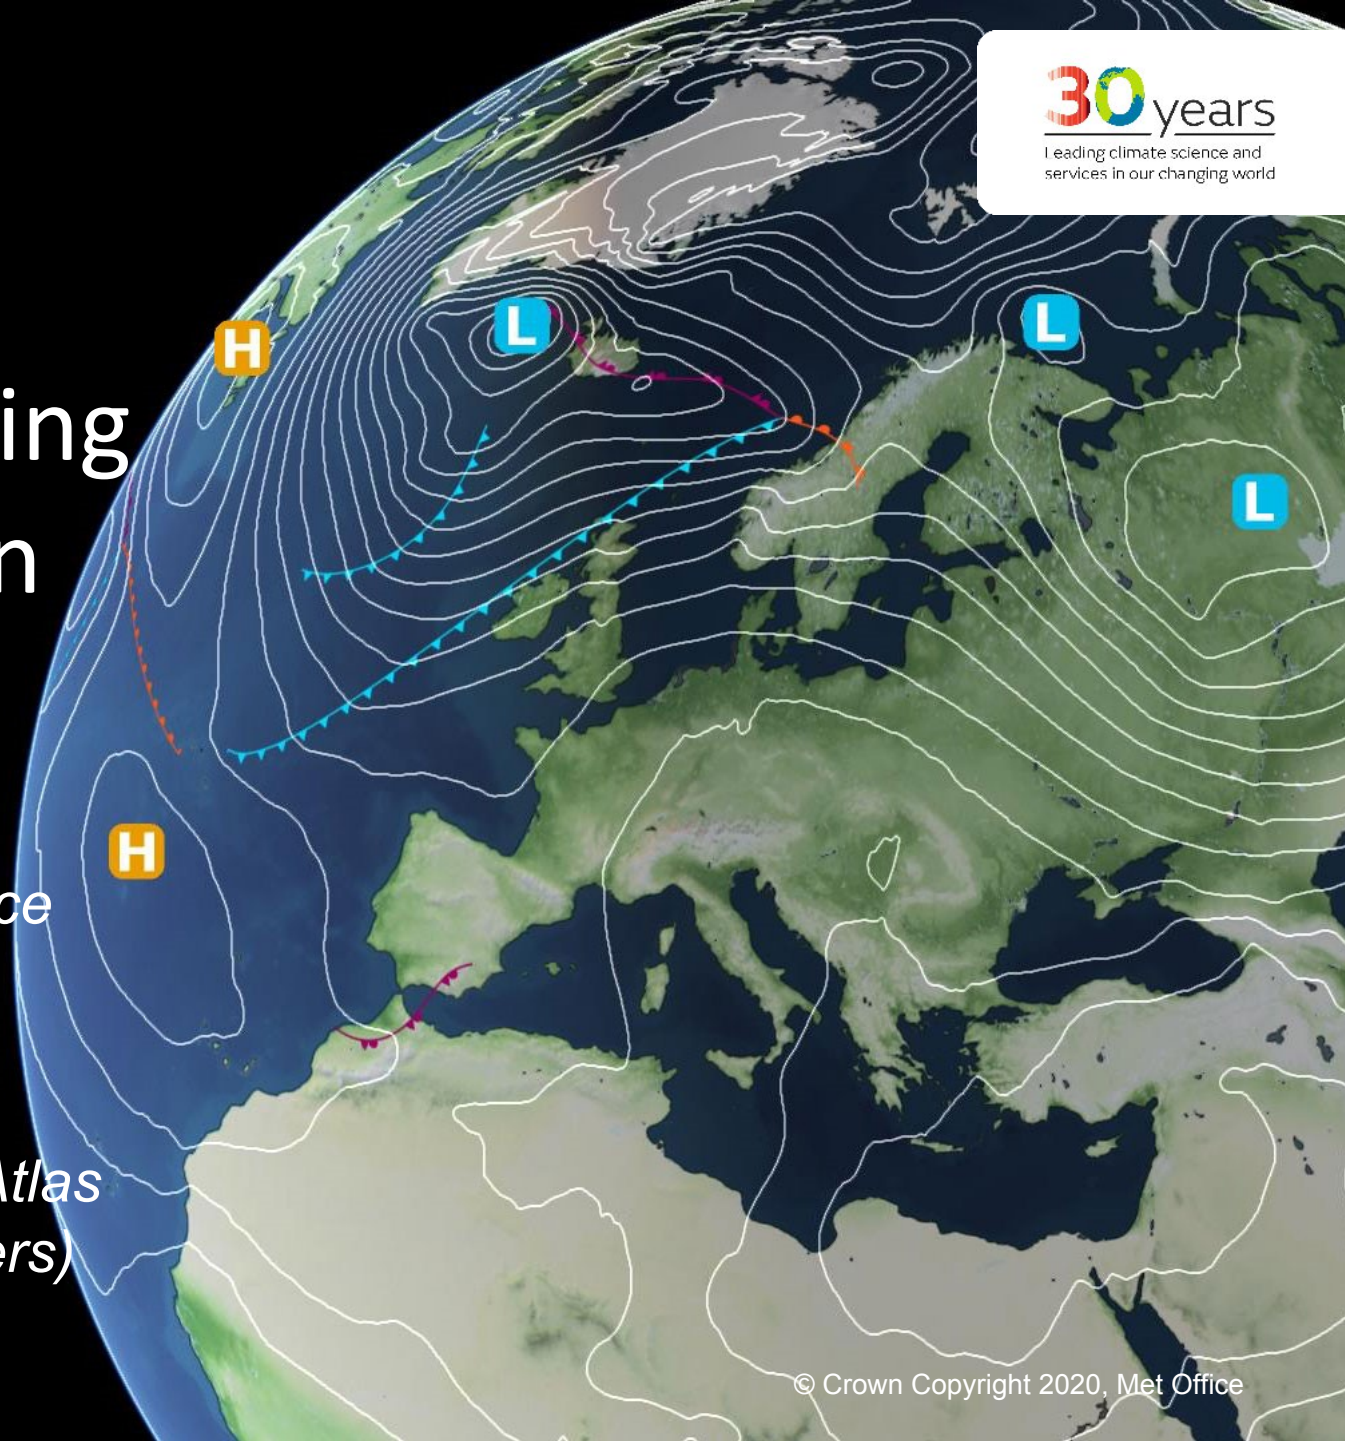 30 years
Leading climate science and
services in our changing world
H
L
L
ing
n
L
H
ce
Atlas
ers)
© Crown Copyright 2020, Met Office